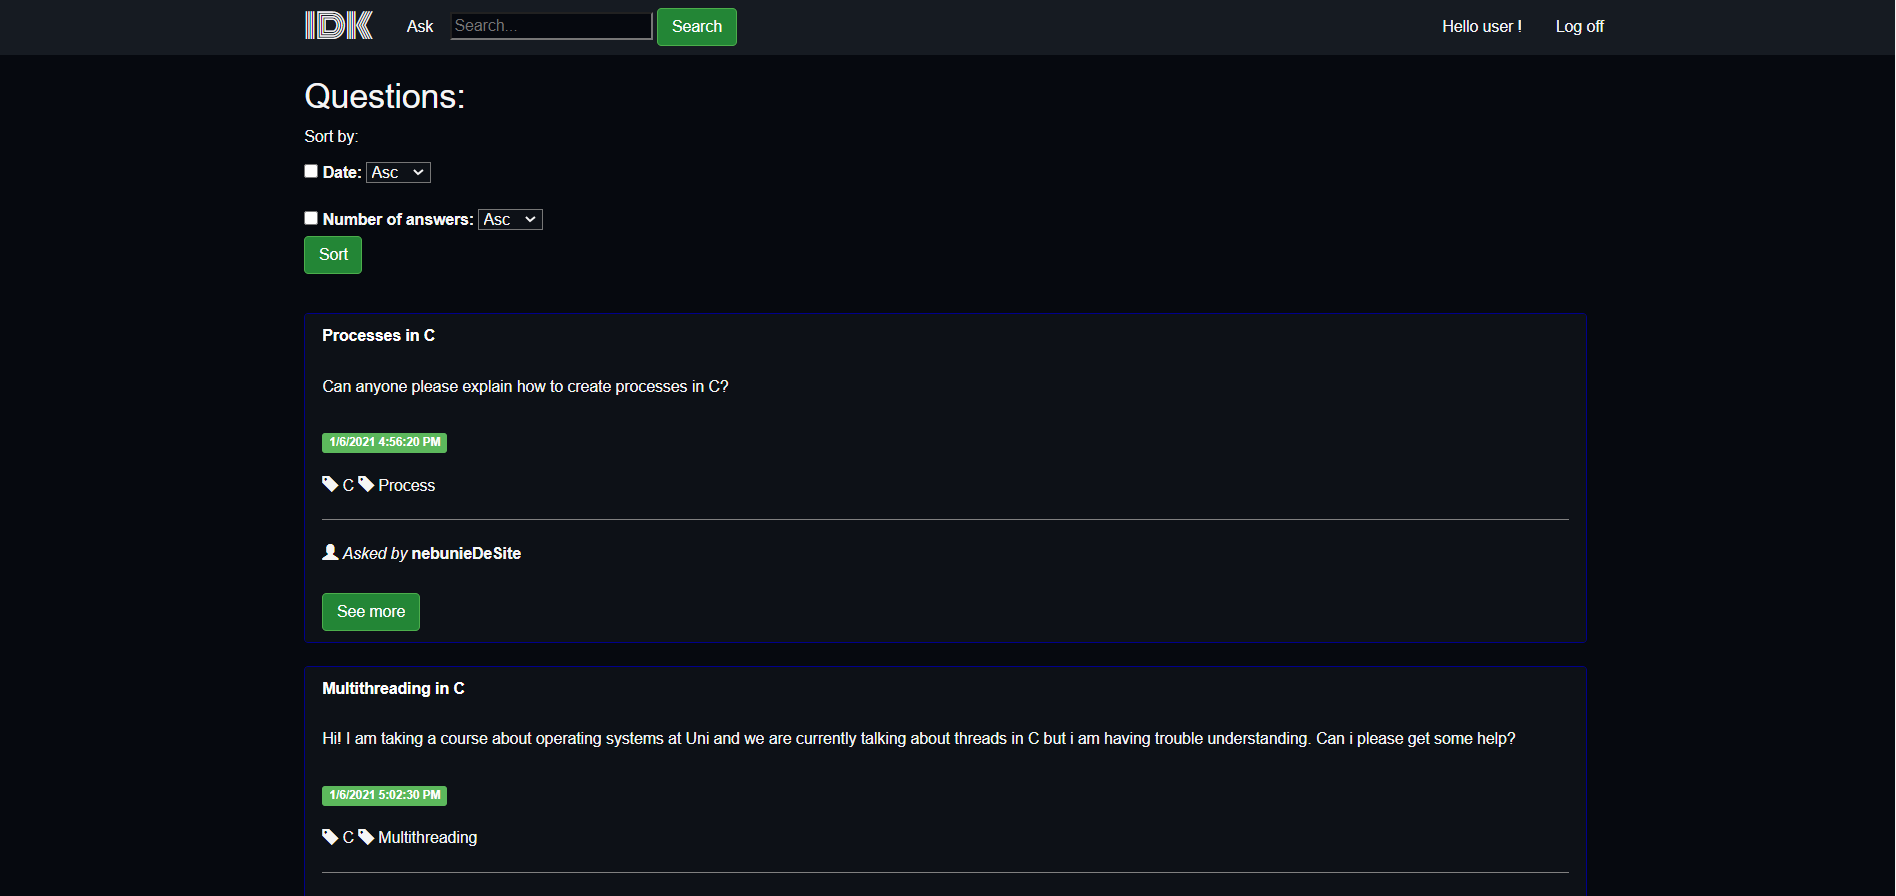 IDK Ask Search... Search Hello user ! Log off
Questions:
Sort by:
Date: Asc
Number of answers: Asc
Sort
Processes in C
Can anyone please explain how to create processes in C?
1/6/2021 4:56:20 PM
C Process
Asked by nebunieDeSite
See more
Multithreading in C
Hi! I am taking a course about operating systems at Uni and we are currently talking about threads in C but i am having trouble understanding. Can i please get some help?
1/6/2021 5:02:30 PM
C Multithreading